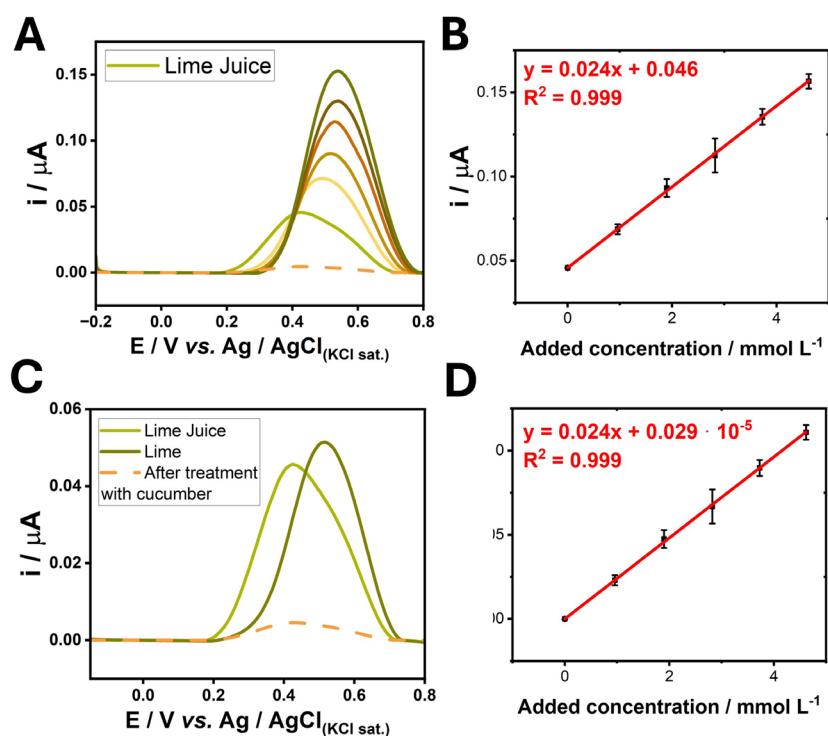 A
Lime Juice
0.15
0.10
0.05
0.00
i / μA
−0.2 0.0 0.2 0.4 0.6 0.8
E / V vs. Ag / AgCl(KCl sat.)
B
y = 0.024x + 0.046
R² = 0.999
0.15
0.10
0.05
i / μA
0 2 4
Added concentration / mmol L⁻¹
C
Lime Juice
Lime
After treatment
with cucumber
0.06
0.04
0.02
0.00
i / μA
0.0 0.2 0.4 0.6 0.8
E / V vs. Ag / AgCl(KCl sat.)
D
y = 0.024x + 0.029 · 10⁻⁵
R² = 0.999
0 2 4
Added concentration / mmol L⁻¹